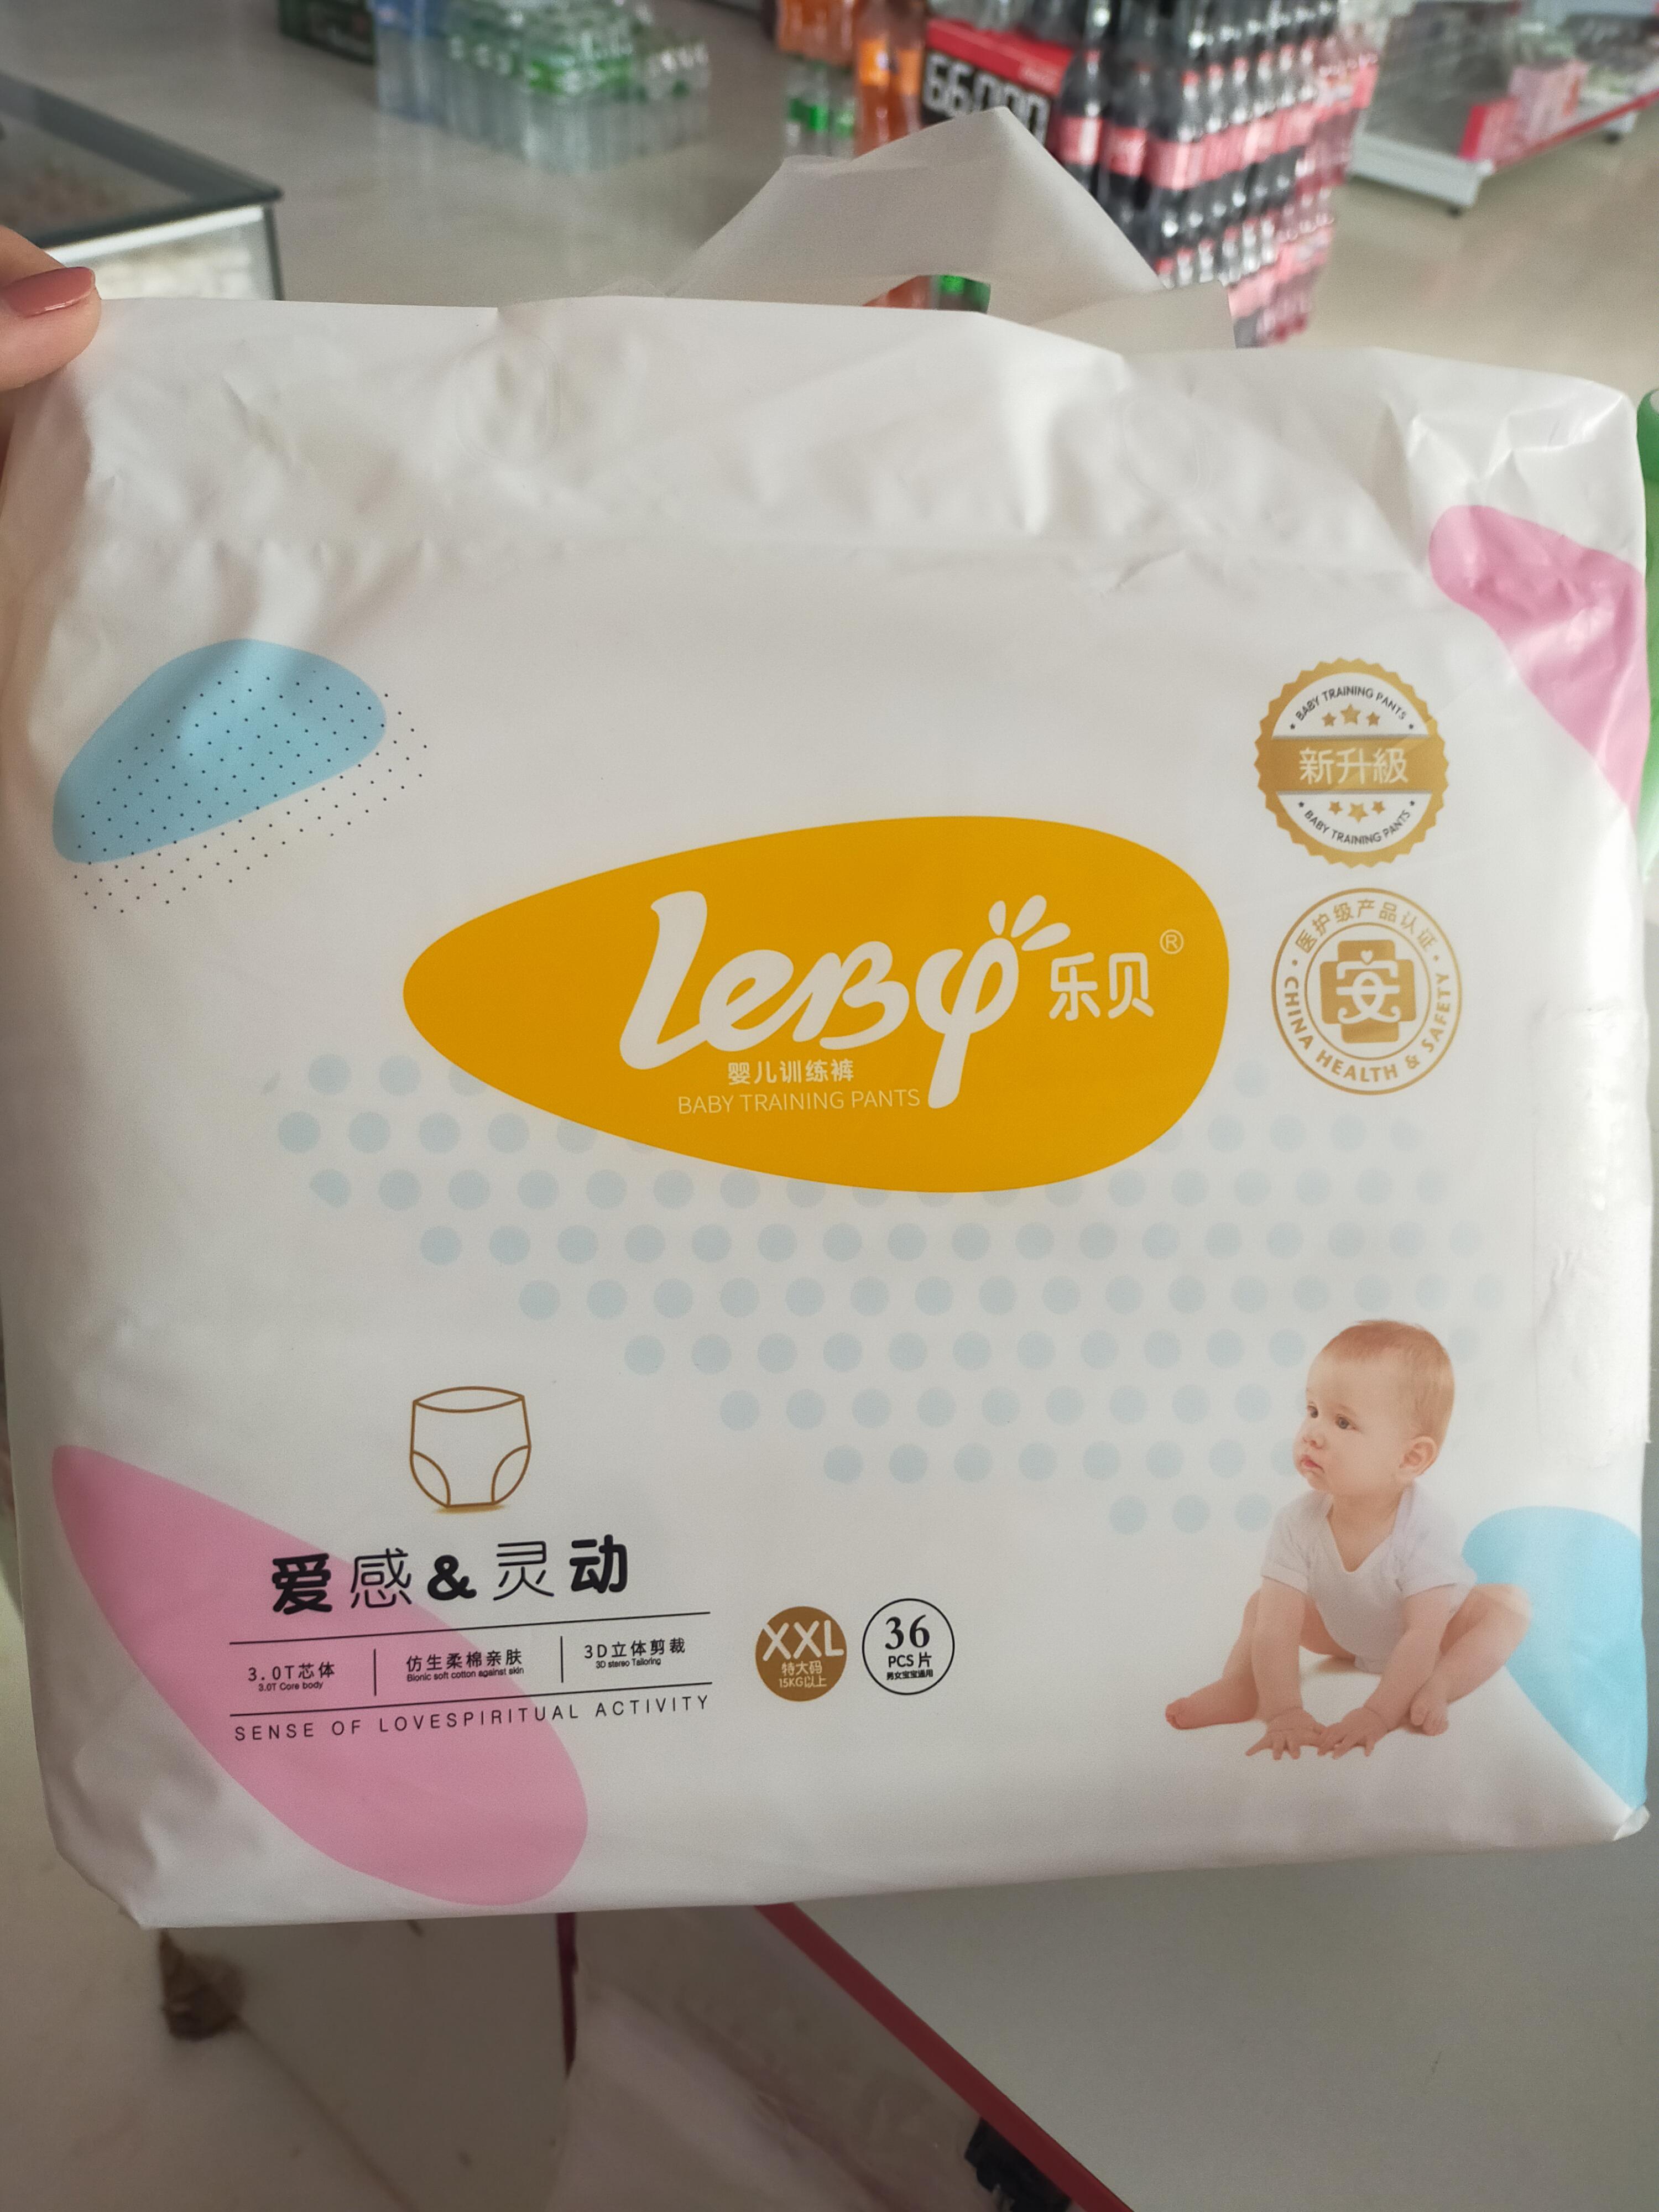 66.000
BABY TRAINING PANTS
新升級
BABY TRAINING PANTS
LeBy 乐贝®
婴儿训练裤
BABY TRAINING PANTS
医护级产品认证
安
CHINA HEALTH & SAFETY
爱感&灵动
3.0T芯体
3.0T Core body
仿生柔棉亲肤
Bionic soft cotton against skin
3D立体剪裁
3D stereo Tailoring
SENSE OF LOVESPIRITUAL ACTIVITY
XXL
特大码
15KG以上
36
PCS片
男女宝宝通用